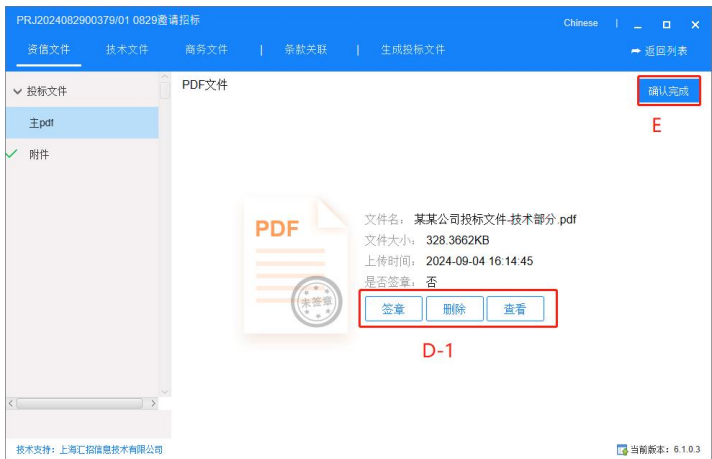 PRJ2024082900379/01 0829邀请招标
Chinese
资信文件 技术文件 商务文件 | 条款关联 | 生成投标文件 返回列表
投标文件
主pdf
附件
PDF文件
确认完成
E
PDF
未签章
文件名： 某某公司投标文件-技术部分.pdf
文件大小： 328.3662KB
上传时间： 2024-09-04 16:14:45
是否签章： 否
签章 删除 查看
D-1
技术支持：上海汇招信息技术有限公司
当前版本：6.1.0.3